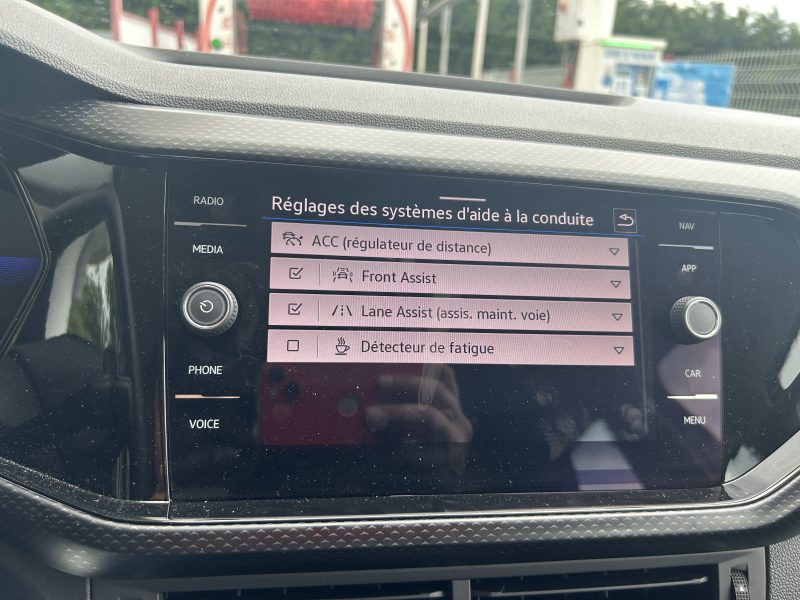 RADIO
MEDIA
PHONE
VOICE
Réglages des systèmes d'aide à la conduite
ACC (régulateur de distance)
Front Assist
Lane Assist (assis. maint. voie)
Détecteur de fatigue
NAV
APP
CAR
MENU